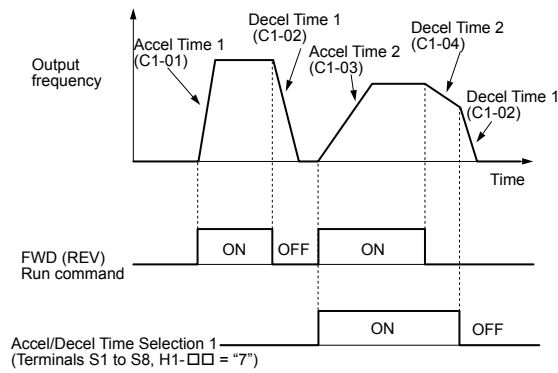 Output
frequency
Accel Time 1
(C1-01)
Decel Time 1
(C1-02)
Accel Time 2
(C1-03)
Decel Time 2
(C1-04)
Decel Time 1
(C1-02)
Time
FWD (REV)
Run command
ON
OFF
ON
Accel/Decel Time Selection 1
(Terminals S1 to S8, H1-□□ = “7”)
ON
OFF